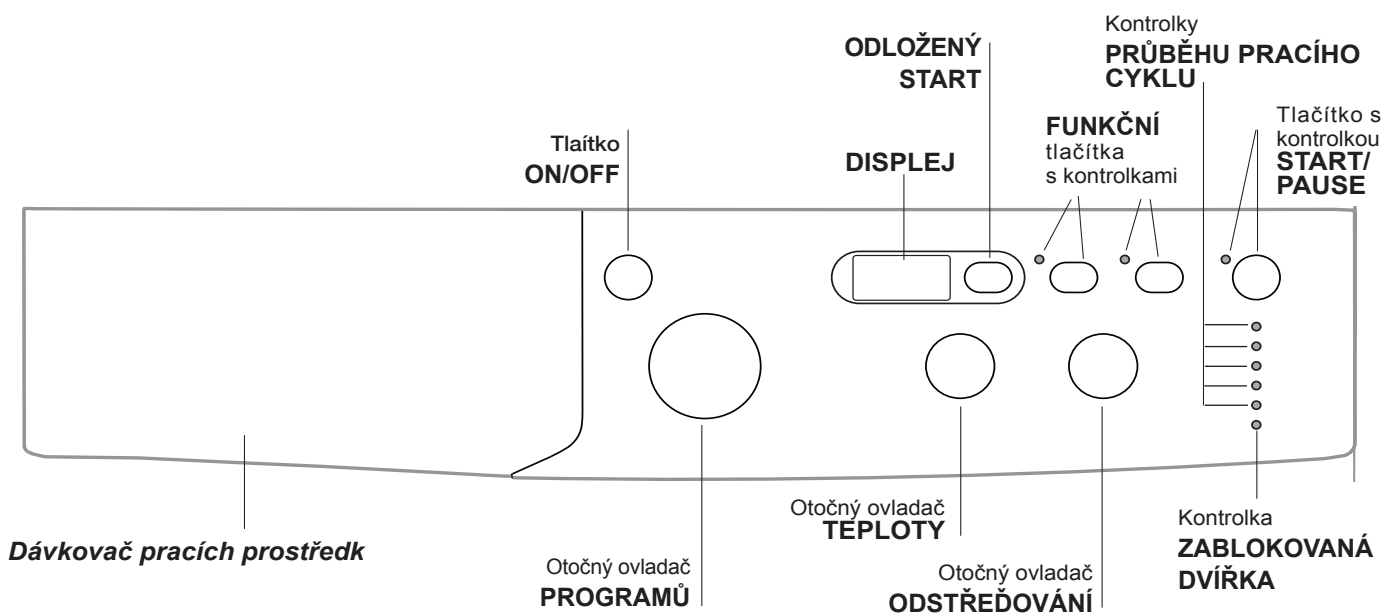 Kontrolky
PRŮBĚHU PRACÍHO
CYKLU
ODLOŽENÝ
START
Tlačítko s
kontrolkou
START/
PAUSE
FUNKČNÍ
tlačítka
s kontrolkami
Tlaítko
ON/OFF
DISPLEJ
Dávkovač pracích prostředk
Otočný ovladač
PROGRAMŮ
Otočný ovladač
TEPLOTY
Otočný ovladač
ODSTŘEĎOVÁNÍ
Kontrolka
ZABLOKOVANÁ
DVÍŘKA